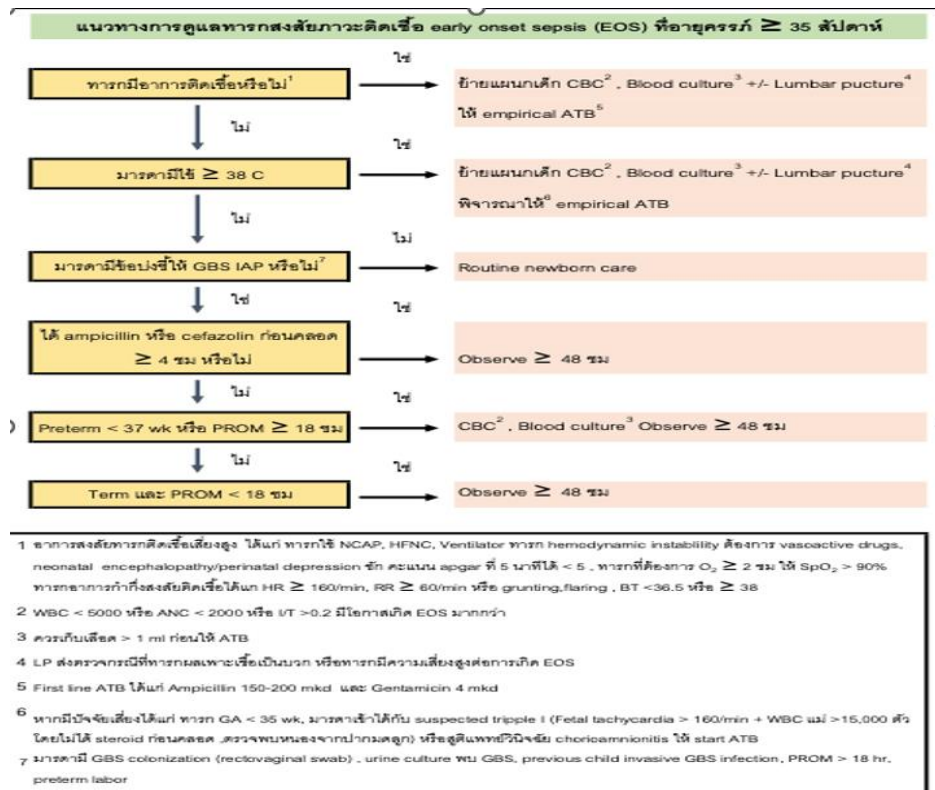 แนวทางการดูแลทารกสงสัยภาวะติดเชื้อ early onset sepsis (EOS) ที่อายุครรภ์ ≥ 35 สัปดาห์
ใช่
ทารกมีอาการติดเชื้อหรือไม่1
ย้ายแผนกเด็ก CBC2 , Blood culture3 +/- Lumbar pucture4
ให้ empirical ATB5
ไม่
ใช่
มารดามีไข้ ≥ 38 C
ย้ายแผนกเด็ก CBC2 , Blood culture3 +/- Lumbar pucture4
พิจารณาให้6 empirical ATB
ไม่
ไม่
มารดามีข้อบ่งชี้ให้ GBS IAP หรือไม่7
Routine newborn care
ใช่
ใช่
ได้ ampicillin หรือ cefazolin ก่อนคลอด
≥ 4 ชม หรือไม่
Observe ≥ 48 ชม
ไม่
ใช่
Preterm < 37 wk หรือ PROM ≥ 18 ชม
CBC2 , Blood culture3 Observe ≥ 48 ชม
ไม่
ใช่
Term และ PROM < 18 ชม
Observe ≥ 48 ชม
1 อาการสงสัยทารกติดเชื้อเสี่ยงสูง ได้แก่ ทารกใช้ NCAP, HFNC, Ventilator ทารก hemodynamic instablility ต้องการ vasoactive drugs,
neonatal encephalopathy/perinatal depression ชัก คะแนน apgar ที่ 5 นาทีได้ < 5 , ทารกที่ต้องการ O2 ≥ 2 ชม ให้ SpO2 > 90%
ทารกอาการก้ำกึ่งสงสัยติดเชื้อได้แก่ HR ≥ 160/min, RR ≥ 60/min หรือ grunting,flaring , BT <36.5 หรือ ≥ 38
2 WBC < 5000 หรือ ANC < 2000 หรือ I/T >0.2 มีโอกาสเกิด EOS มากกว่า
3 ควรเก็บเลือด > 1 ml ก่อนให้ ATB
4 LP ส่งตรวจกรณีที่ทารกผลเพาะเชื้อเป็นบวก หรือทารกมีความเสี่ยงสูงต่อการเกิด EOS
5 First line ATB ได้แก่ Ampicillin 150-200 mkd และ Gentamicin 4 mkd
6 หากมีปัจจัยเสี่ยงได้แก่ ทารก GA < 35 wk, มารดาเข้าได้กับ suspected tripple I (Fetal tachycardia > 160/min + WBC แม่ >15,000 ตัว
โดยไม่ได้ steroid ก่อนคลอด ,ตรวจพบหนองจากปากมดลูก) หรือสูติแพทย์วินิจฉัย chorioamnionitis ให้ start ATB
7 มารดามี GBS colonization (rectovaginal swab) , urine culture พบ GBS, previous child invasive GBS infection, PROM > 18 hr,
preterm labor